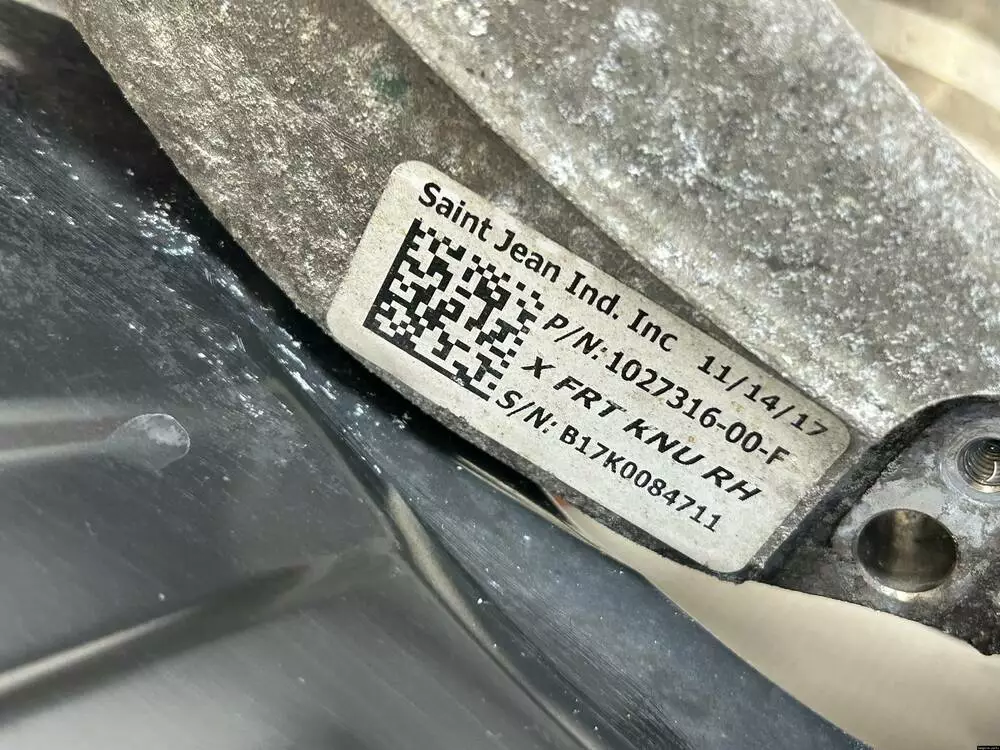 Saint Jean Ind. Inc 11/14/17
P/N:1027316-00-F
X FRT KNU RH
S/N: B17K0084711